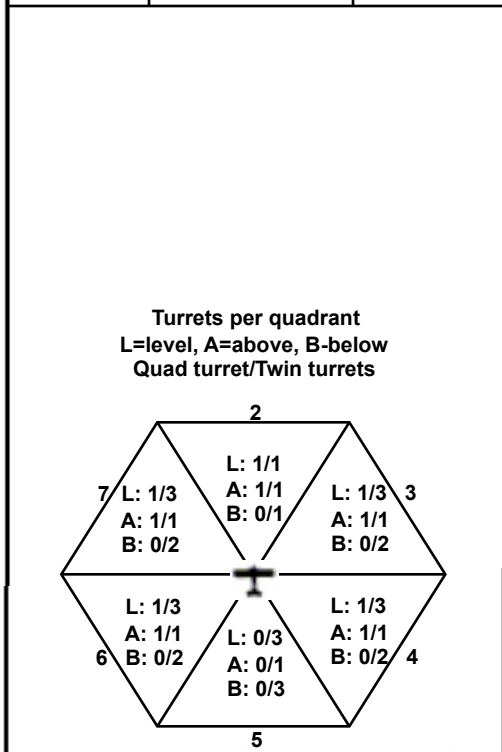 Turrets per quadrant
L=level, A=above, B-below
Quad turret/Twin turrets
2
L: 1/1
A: 1/1
B: 0/1
7
L: 1/3
A: 1/1
B: 0/2
L: 1/3
A: 1/1
B: 0/2
3
L: 1/3
A: 1/1
B: 0/2
6
L: 0/3
A: 0/1
B: 0/3
L: 1/3
A: 1/1
B: 0/2
4
5